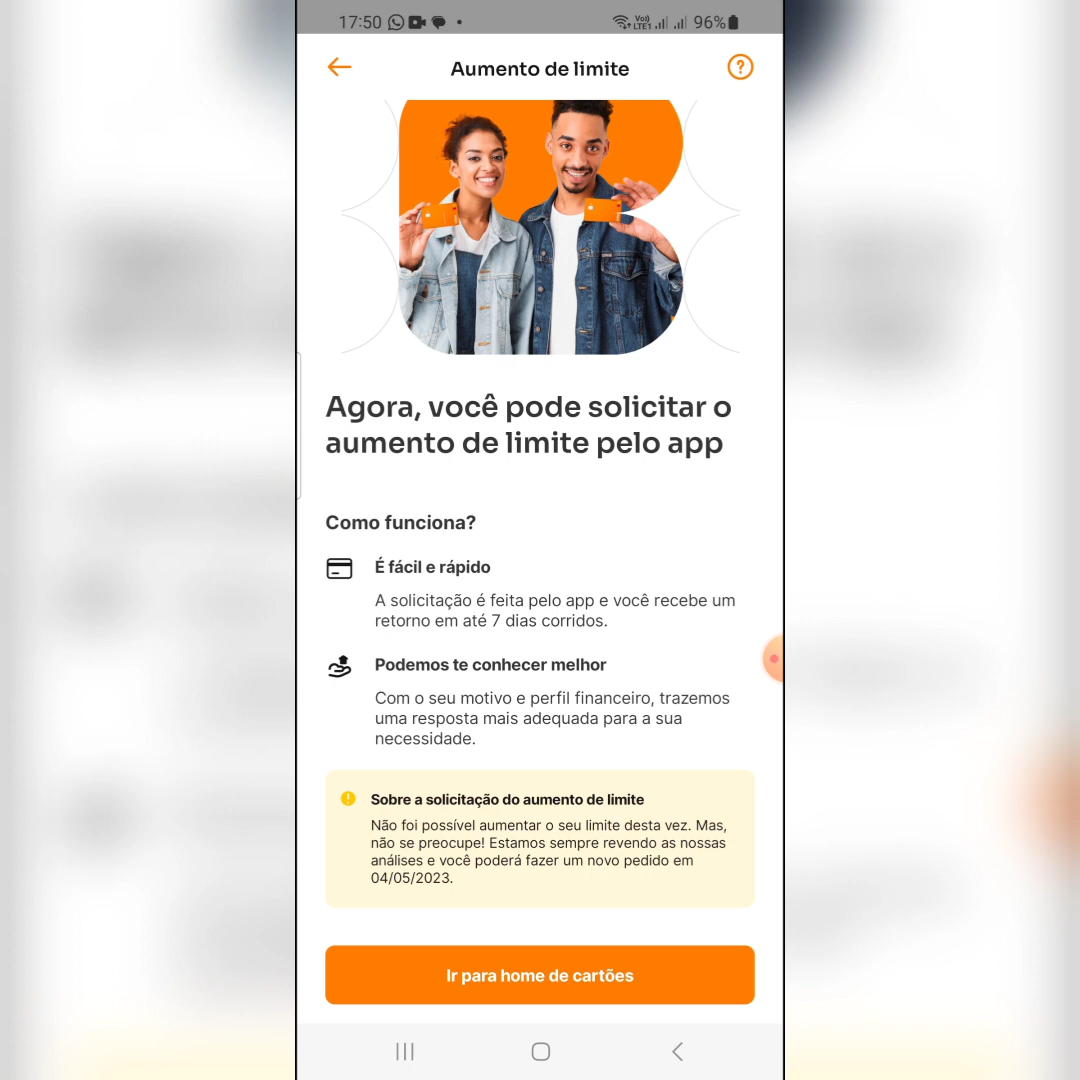 17:50
Vo)) LTE1 96%
Aumento de limite
Agora, você pode solicitar o
aumento de limite pelo app
Como funciona?
É fácil e rápido
A solicitação é feita pelo app e você recebe um
retorno em até 7 dias corridos.
Podemos te conhecer melhor
Com o seu motivo e perfil financeiro, trazemos
uma resposta mais adequada para a sua
necessidade.
Sobre a solicitação do aumento de limite
Não foi possível aumentar o seu limite desta vez. Mas,
não se preocupe! Estamos sempre revendo as nossas
análises e você poderá fazer um novo pedido em
04/05/2023.
Ir para home de cartões